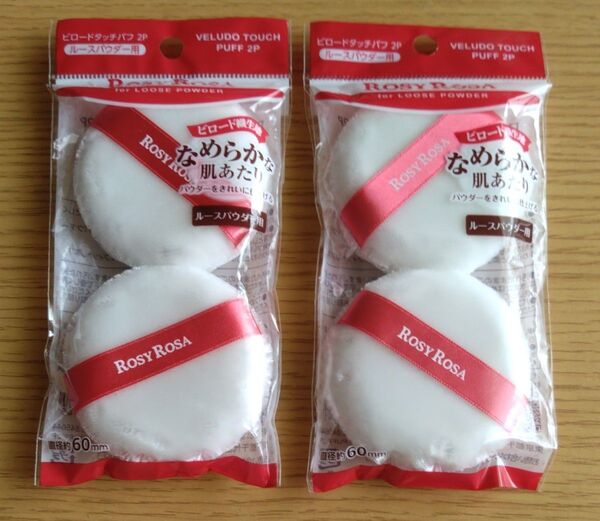 ビロードタッチパフ 2P
ルースパウダー用
VELUDO TOUCH
PUFF 2P
ROSY ROSA
for LOOSE POWDER
ROSY ROSA
ビロード織生地
なめらかな
肌あたり
パウダーをきれいに仕上げる
ルースパウダー用
ROSY ROSA
直径約60mm
ビロードタッチパフ 2P
ルースパウダー用
VELUDO TOUCH
PUFF 2P
ROSY ROSA
for LOOSE POWDER
ROSY ROSA
ビロード織生地
なめらかな
肌あたり
パウダーをきれいに仕上げる
ルースパウダー用
ROSY ROSA
直径約60mm